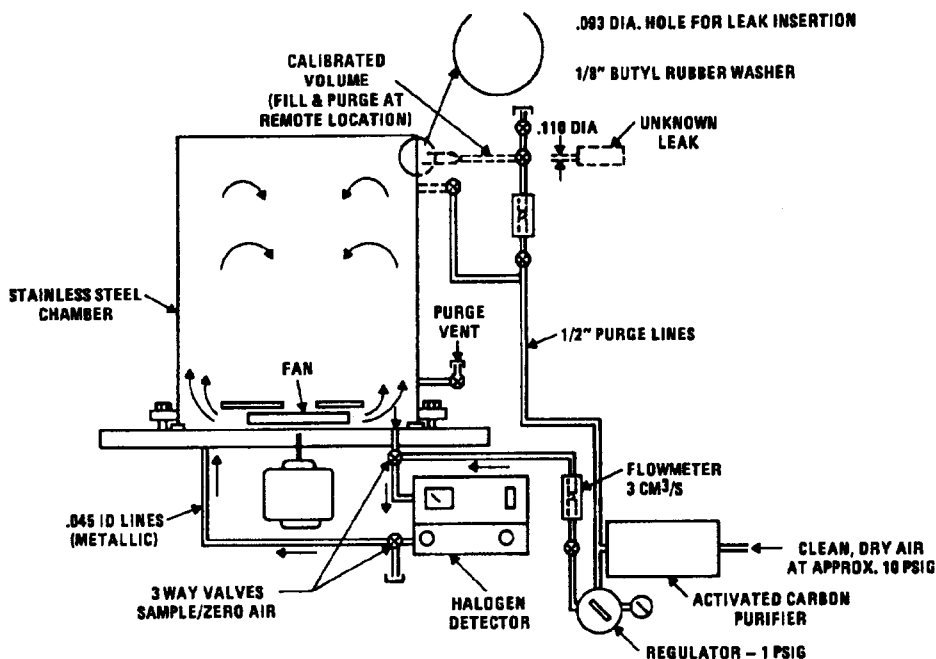 .093 DIA. HOLE FOR LEAK INSERTION
1/8" BUTYL RUBBER WASHER
CALIBRATED
VOLUME
(FILL & PURGE AT
REMOTE LOCATION)
.116 DIA
UNKNOWN
LEAK
STAINLESS STEEL
CHAMBER
PURGE
VENT
1/2" PURGE LINES
FAN
FLOWMETER
3 CM³/S
.045 ID LINES
(METALLIC)
3 WAY VALVES
SAMPLE/ZERO AIR
HALOGEN
DETECTOR
CLEAN, DRY AIR
AT APPROX. 10 PSIG
ACTIVATED CARBON
PURIFIER
REGULATOR – 1 PSIG